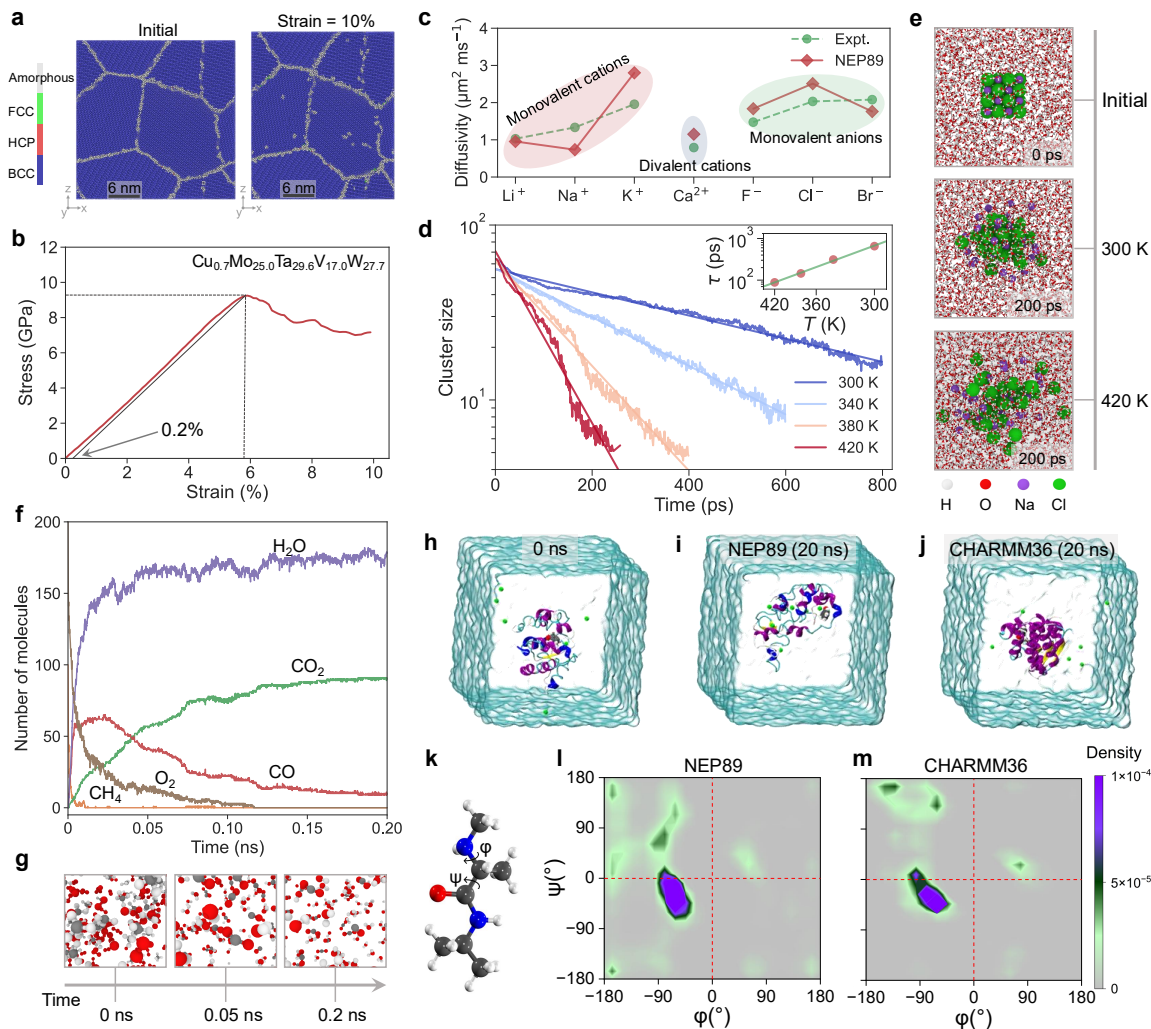 a
Initial
Strain = 10%
Amorphous
FCC
HCP
BCC
6 nm
6 nm
z
y
x
z
y
x
b
Cu0.7Mo25.0Ta29.6V17.0W27.7
12
10
8
6
4
2
0
Stress (GPa)
0.2%
0
2
4
6
8
10
Strain (%)
c
4
3
2
1
0
Diffusivity (μm² ms⁻¹)
Expt.
NEP89
Monovalent cations
Divalent cations
Monovalent anions
Li⁺
Na⁺
K⁺
Ca²⁺
F⁻
Cl⁻
Br⁻
d
10²
10¹
Cluster size
τ (ps)
10³
10²
420
360
300
T (K)
300 K
340 K
380 K
420 K
0
200
400
600
800
Time (ps)
e
Initial
0 ps
300 K
200 ps
420 K
200 ps
H
O
Na
Cl
f
200
150
100
50
0
Number of molecules
H₂O
CO₂
CO
O₂
CH₄
0
0.05
0.10
0.15
0.20
Time (ns)
g
Time
0 ns
0.05 ns
0.2 ns
h
0 ns
i
NEP89 (20 ns)
j
CHARMM36 (20 ns)
k
φ
ψ
l
NEP89
180
90
0
−90
−180
ψ(°)
−180
−90
0
90
180
φ(°)
m
CHARMM36
−180
−90
0
90
180
φ(°)
Density
1×10⁻⁴
5×10⁻⁵
0